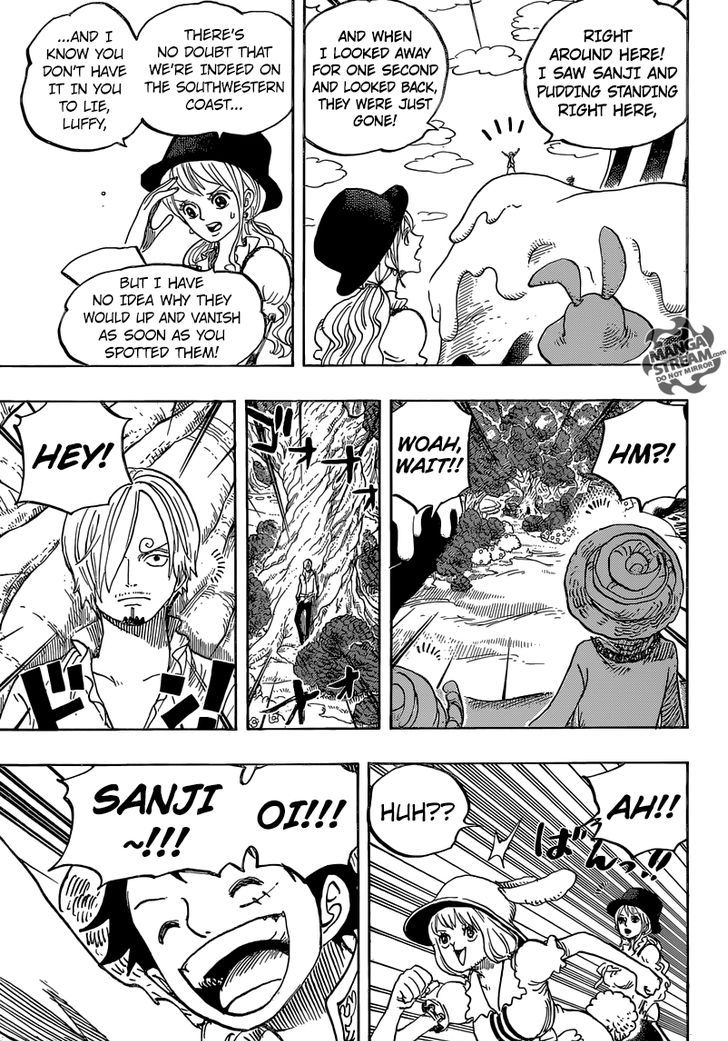 RIGHT
AROUND HERE!
I SAW SANJI AND
PUDDING STANDING
RIGHT HERE,
AND WHEN
I LOOKED AWAY
FOR ONE SECOND
AND LOOKED BACK,
THEY WERE JUST
GONE!
THERE'S
NO DOUBT THAT
WE'RE INDEED ON
THE SOUTHWESTERN
COAST...
...AND I
KNOW YOU
DON'T HAVE
IT IN YOU
TO LIE,
LUFFY,
BUT I HAVE
NO IDEA WHY THEY
WOULD UP AND VANISH
AS SOON AS YOU
SPOTTED THEM!
MANGA
STREAM.com
DO NOT MIRROR
HM?!
WOAH,
WAIT!!
ゴオオオ
HEY!
ドン!
AH!!
HUH??
ばんっ!!
OI!!!
SANJI
~!!!